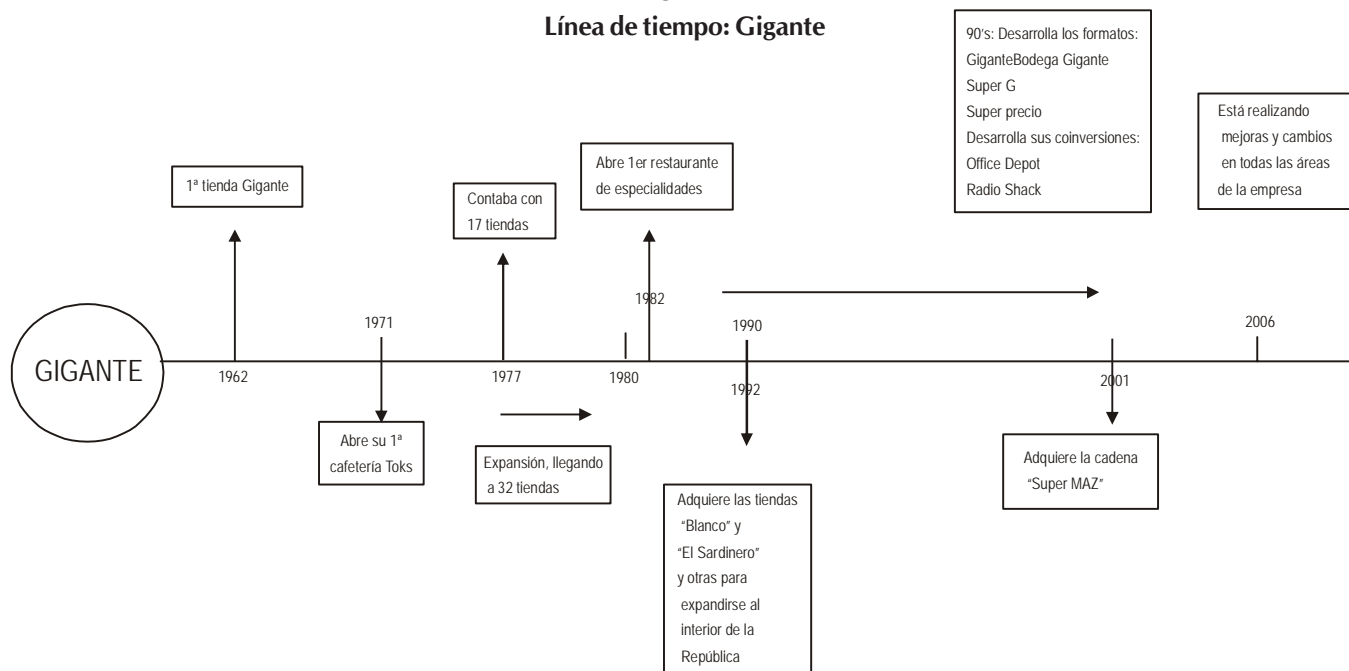 Línea de tiempo: Gigante
90's: Desarrolla los formatos:
GiganteBodega Gigante
Super G
Super precio
Desarrolla sus coinversiones:
Office Depot
Radio Shack
Está realizando
mejoras y cambios
en todas las áreas
de la empresa
Abre 1er restaurante
de especialidades
1ª tienda Gigante
Contaba con
17 tiendas
1982
1971
1990
2006
GIGANTE
1962
1977
1980
1992
2001
Abre su 1ª
cafetería Toks
Expansión, llegando
a 32 tiendas
Adquiere la cadena
“Super MAZ”
Adquiere las tiendas
“Blanco” y
“El Sardinero”
y otras para
expandirse al
interior de la
República